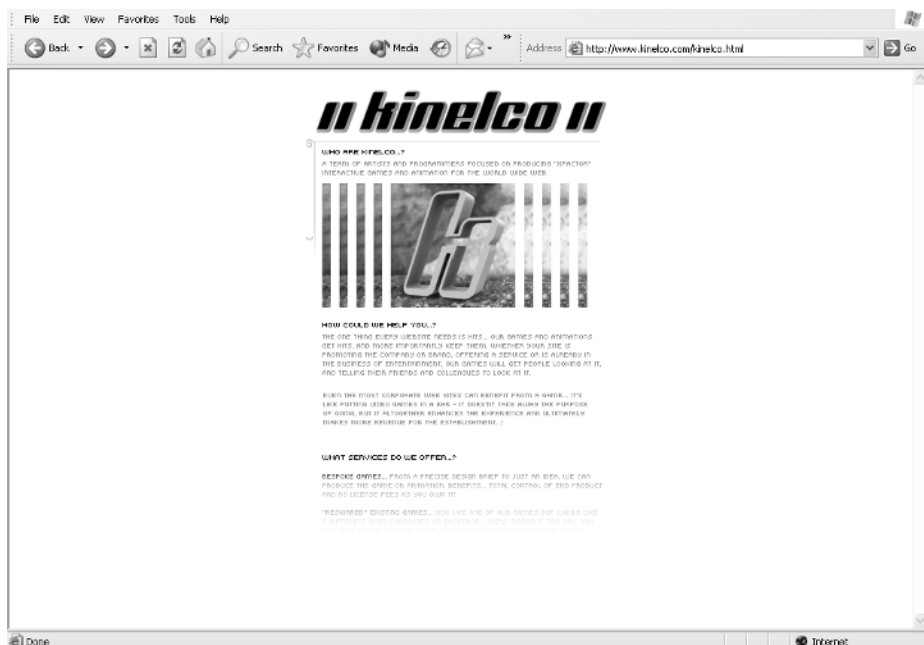 File Edit View Favorites Tools Help
Back Search Favorites Media Address http://www.kinelco.com/kinelco.html Go
// kinelco //
WHO ARE KINELCO..?
A TEAM OF ARTISTS AND PROGRAMMERS FOCUSED ON PRODUCING "XFACTOR"
INTERACTIVE GAMES AND ANIMATION FOR THE WORLD WIDE WEB.
HOW COULD WE HELP YOU..?
THE ONE THING EVERY WEBSITE NEEDS IS HITS... OUR GAMES AND ANIMATIONS
GET HITS, AND MORE IMPORTANTLY KEEP THEM. WHETHER YOUR SITE IS
PROMOTING THE COMPANY OR BRAND, OFFERING A SERVICE OR IS ALREADY IN
THE BUSINESS OF ENTERTAINMENT, OUR GAMES WILL GET PEOPLE LOOKING AT IT,
AND TELLING THEIR FRIENDS AND COLLEAGUES TO LOOK AT IT.
EVEN THE MOST CORPORATE WEB SITES CAN BENEFIT FROM A GAME... IT'S
LIKE PUTTING VIDEO GAMES IN A BAR - IT DOESN'T TAKE AWAY THE PURPOSE
OF GOING, BUT IT ALTOGETHER ENHANCES THE EXPERIENCE AND ULTIMATELY
MAKES MORE REVENUE FOR THE ESTABLISHMENT..!
WHAT SERVICES DO WE OFFER..?
BESPOKE GAMES... FROM A PRECISE DESIGN BRIEF TO JUST AN IDEA, WE CAN
PRODUCE THE GAME OR ANIMATION. BENEFITS... TOTAL CONTROL OF END PRODUCT
AND NO LICENSE FEES AS YOU OWN IT!
"RESKINNED" EXISTING GAMES... YOU LIKE ONE OF OUR GAMES BUT WOULD LIKE
A DIFFERENT MAIN CHARACTER OR BACKDROP...
Done Internet